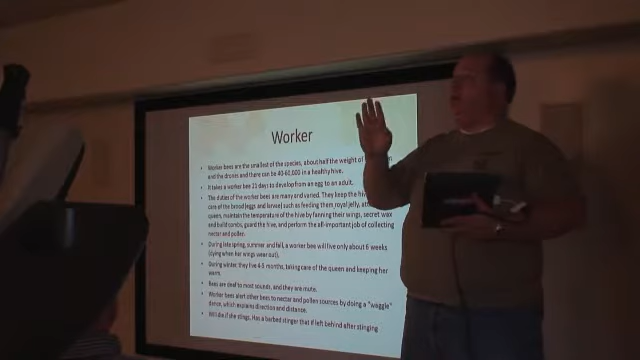 Worker
• Worker bees are the smallest of the species, about half the weight of
and the drones and there can be 40-60,000 in a healthy hive.
• It takes a worker bee 21 days to develop from an egg to an adult.
• The duties of the worker bees are many and varied. They keep the
care of the brood (eggs and larvae) such as feeding them royal jelly,
queen, maintain the temperature of the hive by fanning their wings, secret wax
and build combs, guard the hive, and perform the all-important job of collecting
nectar and pollen.
• During late spring, summer and fall, a worker bee will live only about 6 weeks
(dying when her wings wear out).
• During winter they live 4-5 months, taking care of the queen and keeping her
warm.
• Bees are deaf to most sounds, and they are mute.
• Worker bees alert other bees to nectar and pollen sources by doing a "waggle"
dance, which explains direction and distance.
• Will die if she stings. Has a barbed stinger that if left behind after stinging